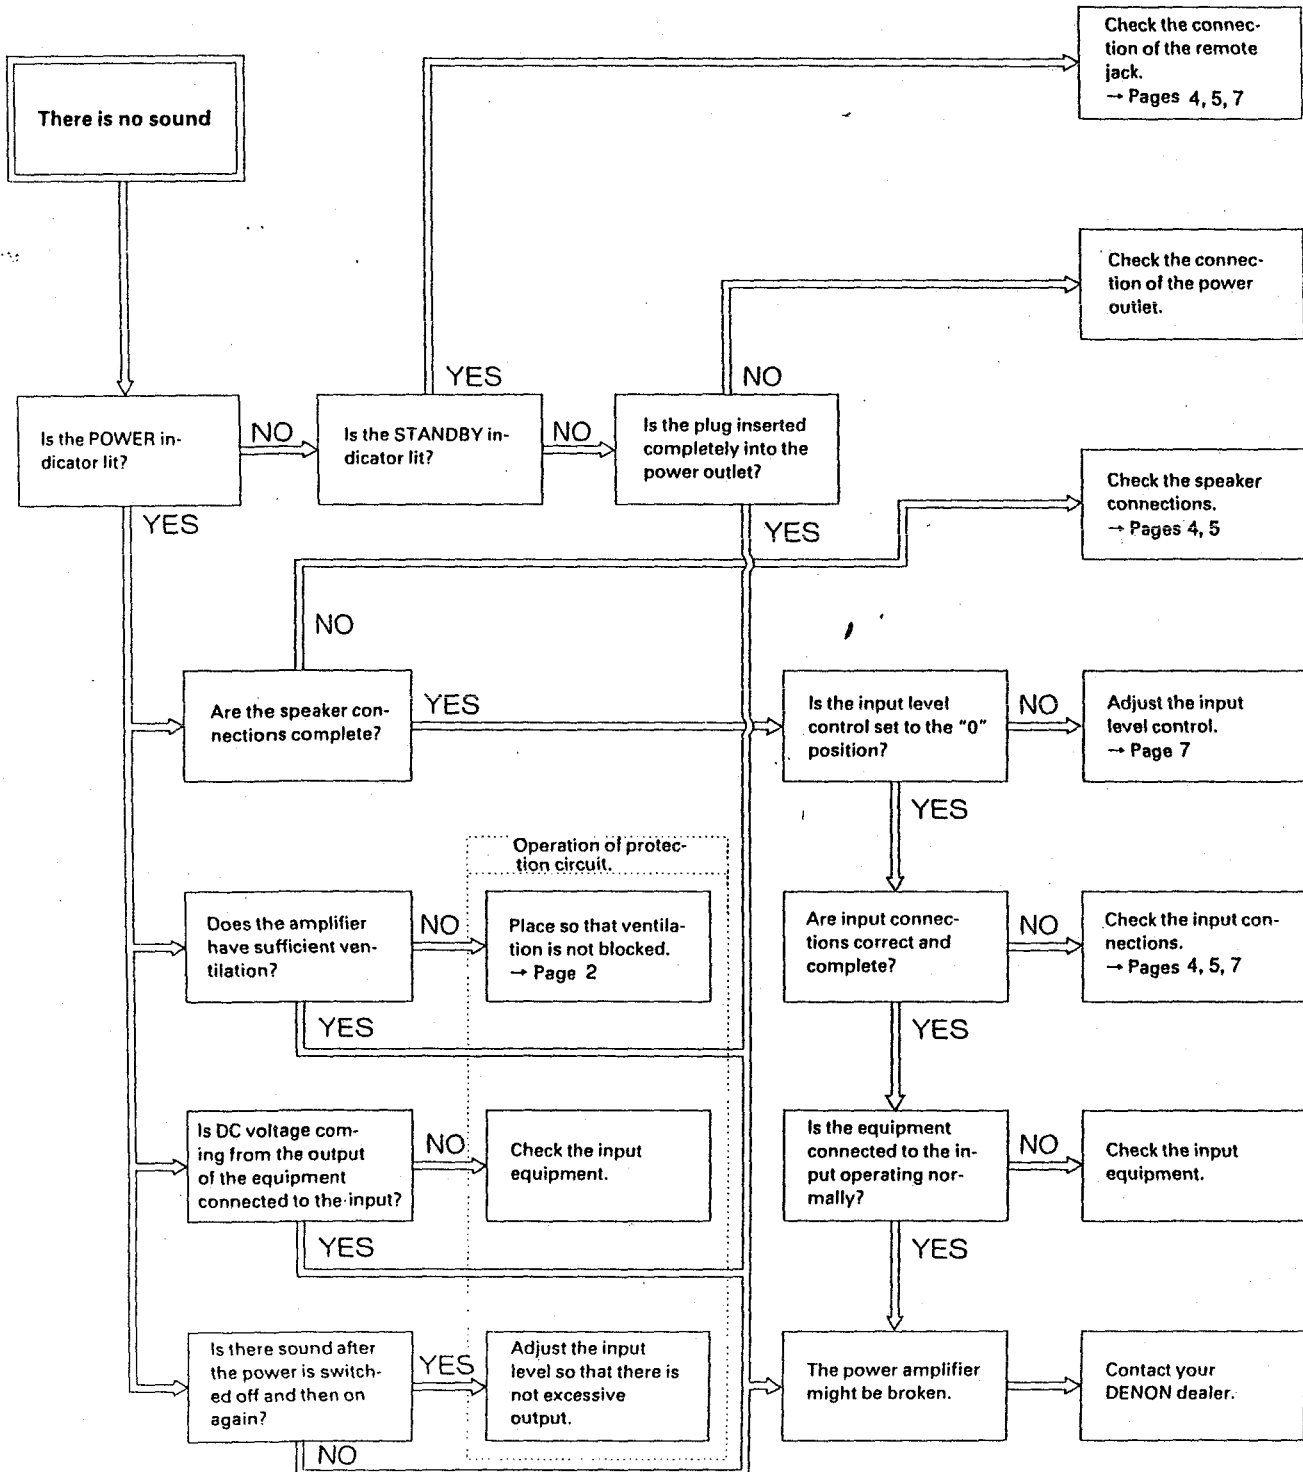 Check the connec-
tion of the remote
jack.
→ Pages 4, 5, 7
There is no sound
Check the connec-
tion of the power
outlet.
YES
NO
Is the POWER in-
dicator lit?
NO
Is the STANDBY in-
dicator lit?
NO
Is the plug inserted
completely into the
power outlet?
Check the speaker
connections.
→ Pages 4, 5
YES
YES
NO
Are the speaker con-
nections complete?
YES
Is the input level
control set to the "0"
position?
NO
Adjust the input
level control.
→ Page 7
YES
Operation of protec-
tion circuit.
Does the amplifier
have sufficient ven-
tilation?
NO
Place so that ventila-
tion is not blocked.
→ Page 2
Are input connec-
tions correct and
complete?
NO
Check the input con-
nections.
→ Pages 4, 5, 7
YES
YES
Is DC voltage com-
ing from the output
of the equipment
connected to the input?
NO
Check the input
equipment.
Is the equipment
connected to the in-
put operating nor-
mally?
NO
Check the input
equipment.
YES
YES
Is there sound after
the power is switch-
ed off and then on
again?
YES
Adjust the input
level so that there is
not excessive
output.
The power amplifier
might be broken.
Contact your
DENON dealer.
NO